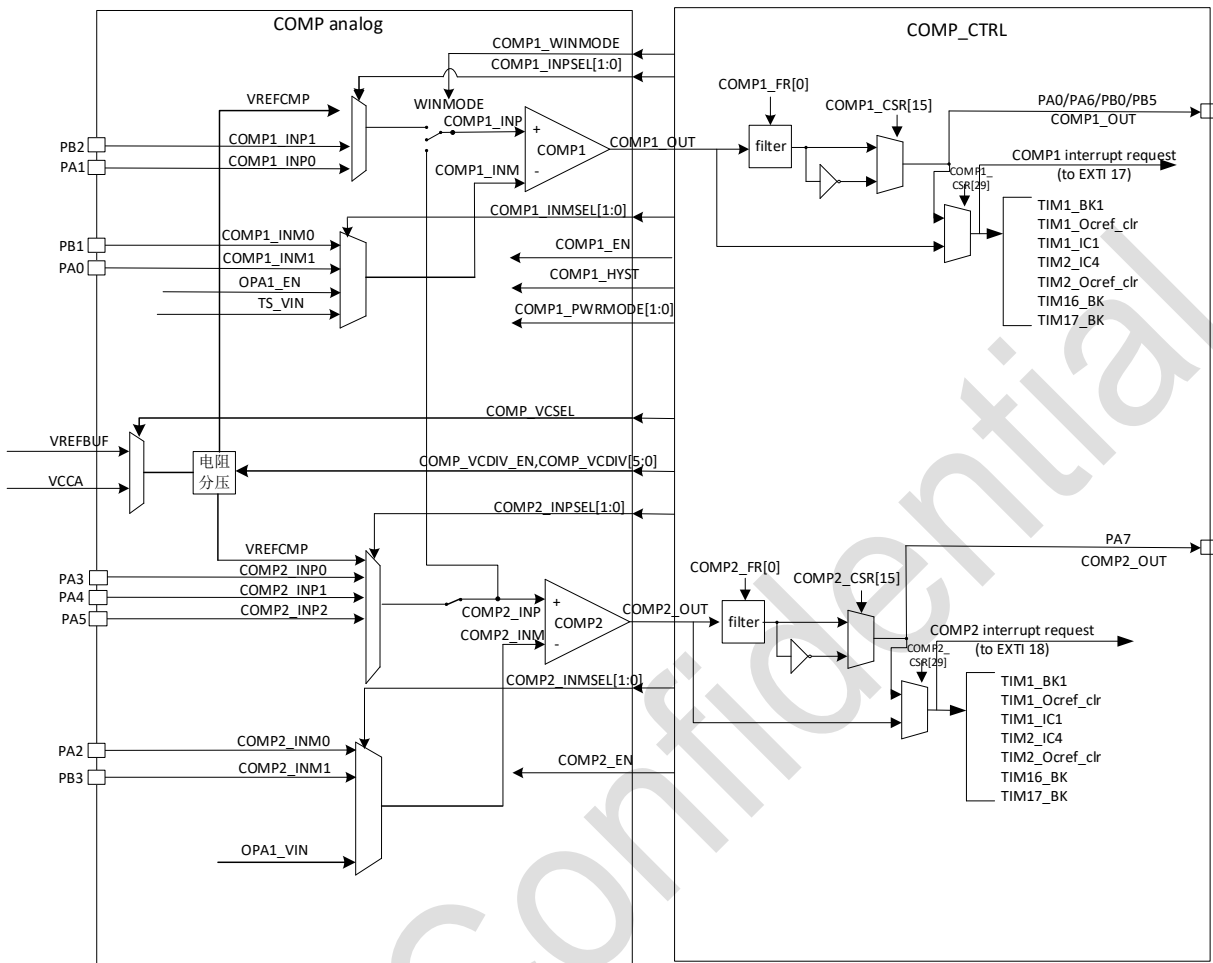 COMP analog
COMP_CTRL
COMP1_WINMODE
COMP1_INPSEL[1:0]
VREFCMP
WINMODE
COMP1_INP
PB2
COMP1_INP1
PA1
COMP1_INP0
+
COMP1
-
COMP1_INM
COMP1_OUT
COMP1_FR[0]
filter
COMP1_CSR[15]
PA0/PA6/PB0/PB5
COMP1_OUT
COMP1 interrupt request
(to EXTI 17)
COMP1_
CSR[29]
TIM1_BK1
TIM1_Ocref_clr
TIM1_IC1
TIM2_IC4
TIM2_Ocref_clr
TIM16_BK
TIM17_BK
COMP1_INMSEL[1:0]
PB1
COMP1_INM0
PA0
COMP1_INM1
OPA1_EN
TS_VIN
COMP1_EN
COMP1_HYST
COMP1_PWRMODE[1:0]
COMP_VCSEL
VREFBUF
VCCA
电阻
分压
COMP_VCDIV_EN,COMP_VCDIV[5;0]
COMP2_INPSEL[1:0]
VREFCMP
PA3
COMP2_INP0
PA4
COMP2_INP1
PA5
COMP2_INP2
COMP2_INP
+
COMP2
-
COMP2_INM
COMP2_OUT
COMP2_FR[0]
filter
COMP2_CSR[15]
PA7
COMP2_OUT
COMP2 interrupt request
(to EXTI 18)
COMP2_
CSR[29]
TIM1_BK1
TIM1_Ocref_clr
TIM1_IC1
TIM2_IC4
TIM2_Ocref_clr
TIM16_BK
TIM17_BK
COMP2_INMSEL[1:0]
PA2
COMP2_INM0
PB3
COMP2_INM1
OPA1_VIN
COMP2_EN
Confidential